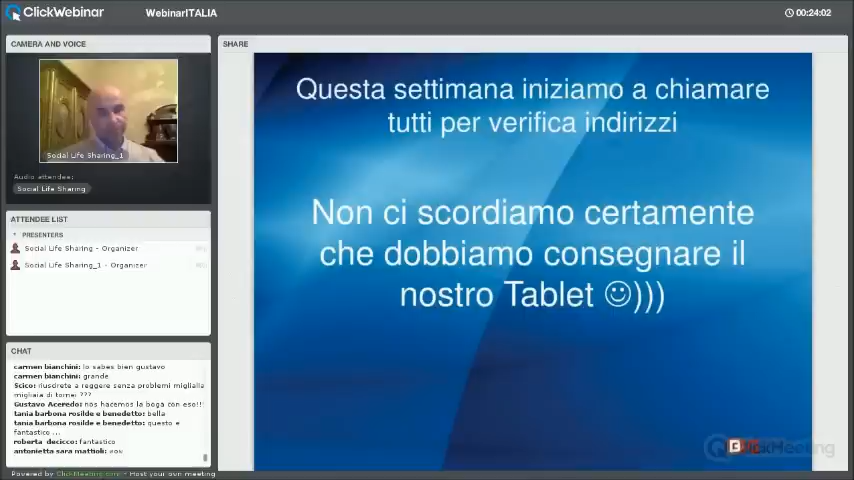 ClickWebinar
WebinarITALIA
00:24:02
CAMERA AND VOICE
SHARE
Social Life Sharing_1
Audio attendee:
Social Life Sharing
ATTENDEE LIST
PRESENTERS
Social Life Sharing - Organizer
Social Life Sharing_1 - Organizer
CHAT
carmen bianchini: lo sabes bien gustavo
carmen bianchini: grande
Scico: riusdrete a reggere senza problemi migliaIIa
migliaia di tornei ???
Gustavo Aceredo: nos hacemos la boga con eso!!!
tania barbona rosilde e benedetto: bella
tania barbona rosilde e benedetto: questo e
fantastico ...
roberta decicco: fantastico
antonietta sara mattioli:
Powered by ClickMeeting.com - Host your own meeting
Questa settimana iniziamo a chiamare
tutti per verifica indirizzi
Non ci scordiamo certamente
che dobbiamo consegnare il
nostro Tablet ☺)))
ClickMeeting